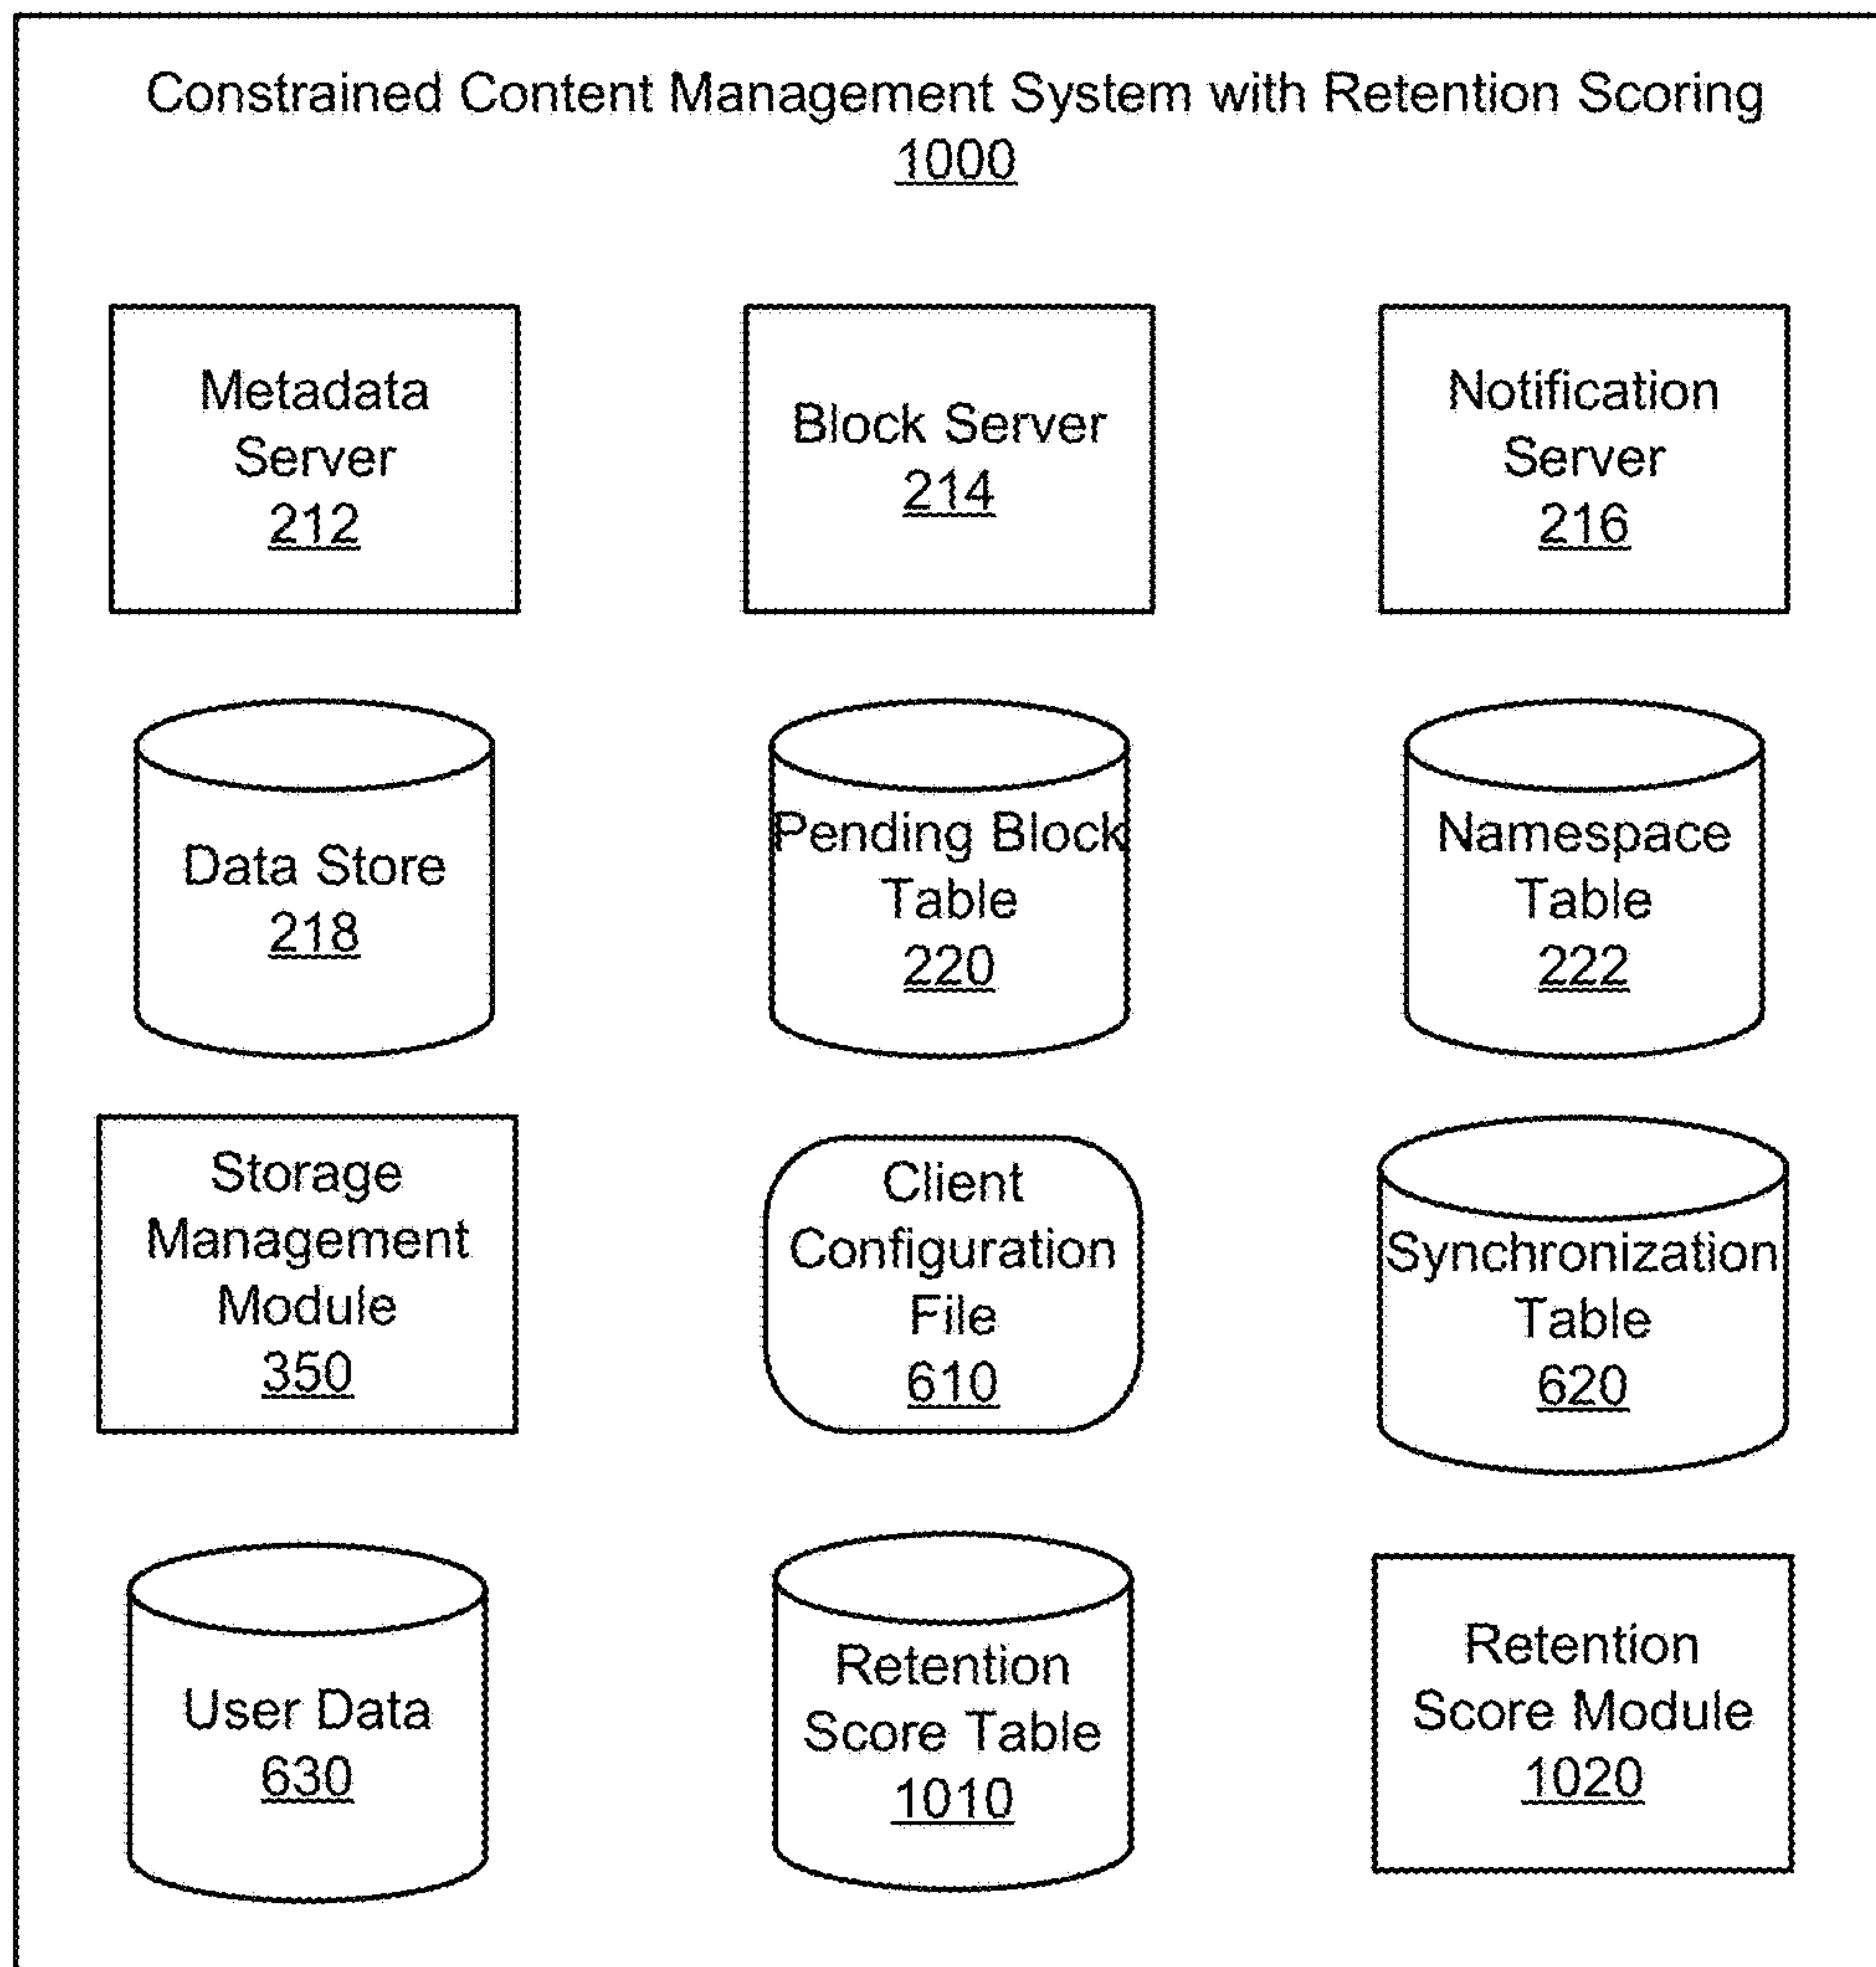 Constrained Content Management System with Retention Scoring
1000
Metadata
Server
212
Block Server
214
Notification
Server
216
Data Store
218
Pending Block
Table
220
Namespace
Table
222
Storage
Management
Module
350
Client
Configuration
File
610
Synchronization
Table
620
User Data
630
Retention
Score Table
1010
Retention
Score Module
1020